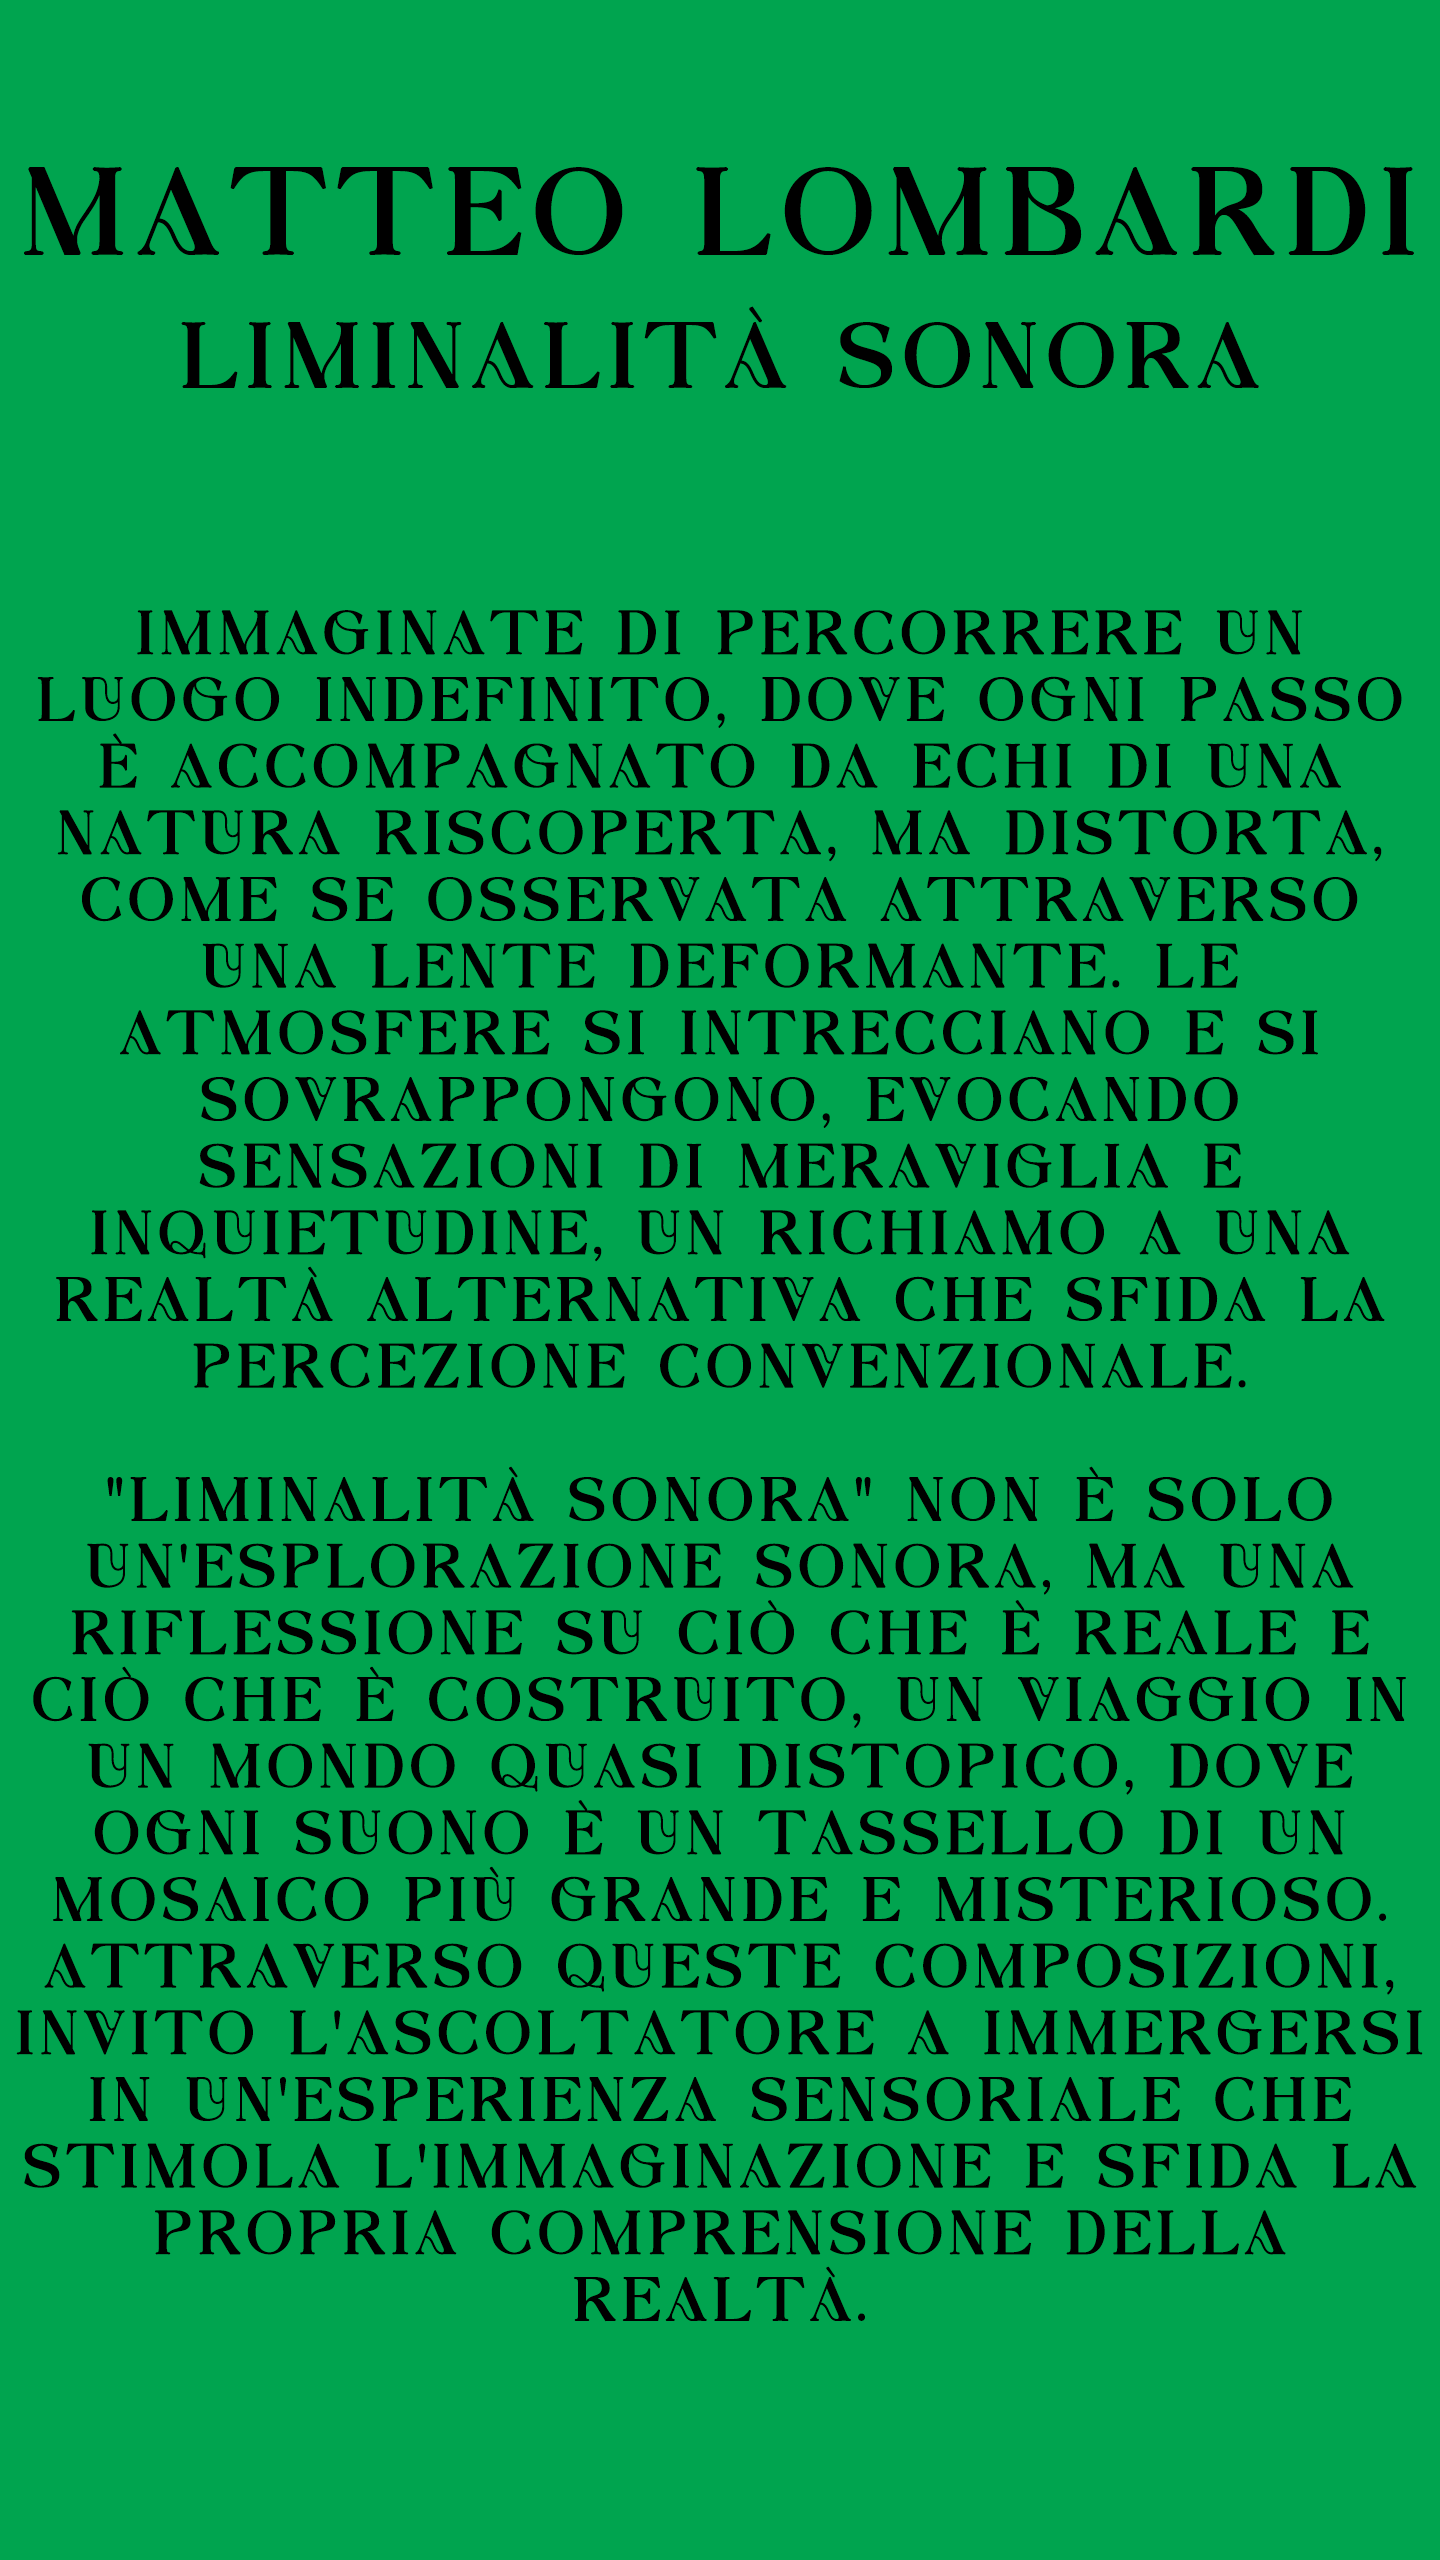 MATTEO LOMBARDI
LIMINALITÀ SONORA
IMMAGINATE DI PERCORRERE UN
LUOGO INDEFINITO, DOVE OGNI PASSO
È ACCOMPAGNATO DA ECHI DI UNA
NATURA RISCOPERTA, MA DISTORTA,
COME SE OSSERVATA ATTRAVERSO
UNA LENTE DEFORMANTE. LE
ATMOSFERE SI INTRECCIANO E SI
SOVRAPPONGONO, EVOCANDO
SENSAZIONI DI MERAVIGLIA E
INQUIETUDINE, UN RICHIAMO A UNA
REALTÀ ALTERNATIVA CHE SFIDA LA
PERCEZIONE CONVENZIONALE.
"LIMINALITÀ SONORA" NON È SOLO
UN'ESPLORAZIONE SONORA, MA UNA
RIFLESSIONE SU CIÒ CHE È REALE E
CIÒ CHE È COSTRUITO, UN VIAGGIO IN
UN MONDO QUASI DISTOPICO, DOVE
OGNI SUONO È UN TASSELLO DI UN
MOSAICO PIÙ GRANDE E MISTERIOSO.
ATTRAVERSO QUESTE COMPOSIZIONI,
INVITO L'ASCOLTATORE A IMMERGERSI
IN UN'ESPERIENZA SENSORIALE CHE
STIMOLA L'IMMAGINAZIONE E SFIDA LA
PROPRIA COMPRENSIONE DELLA
REALTÀ.